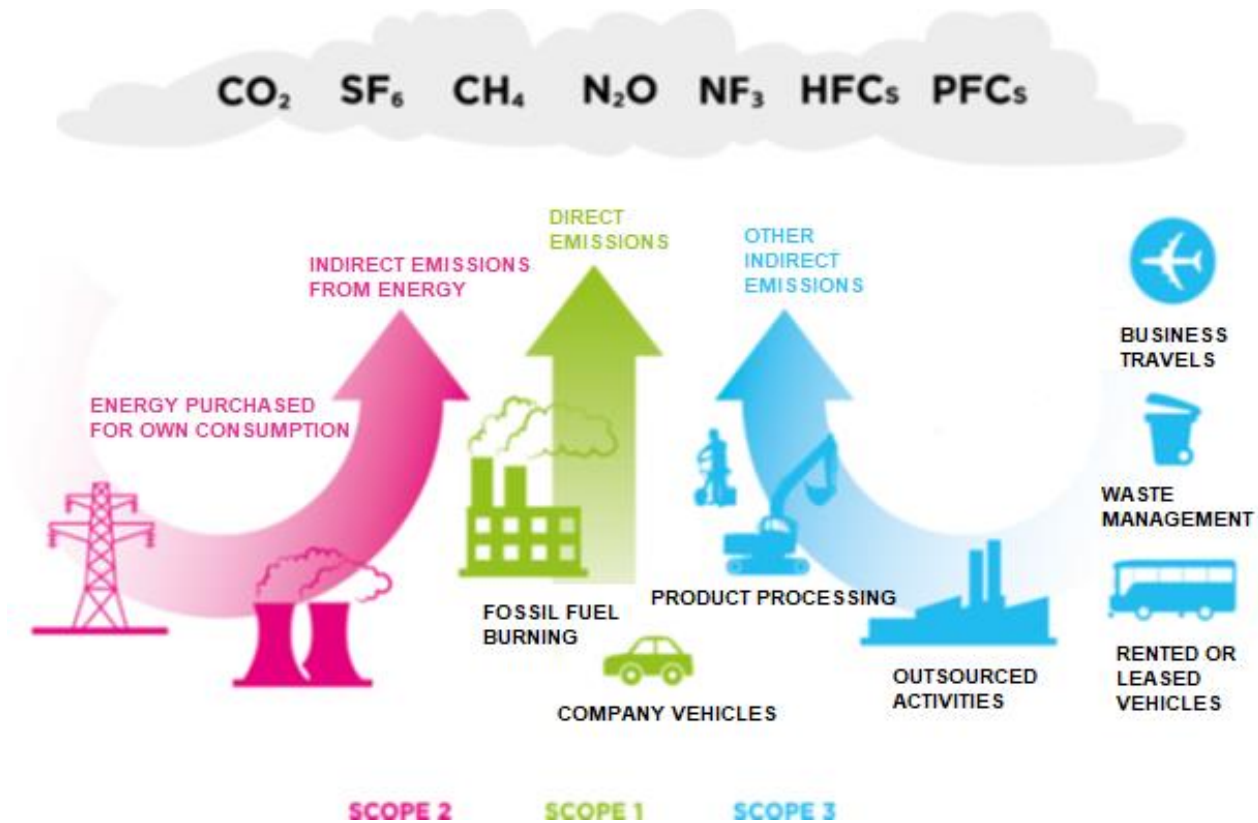 CO₂ SF₆ CH₄ N₂O NF₃ HFCs PFCs
DIRECT
EMISSIONS
INDIRECT EMISSIONS
FROM ENERGY
OTHER
INDIRECT
EMISSIONS
BUSINESS
TRAVELS
ENERGY PURCHASED
FOR OWN CONSUMPTION
WASTE
MANAGEMENT
FOSSIL FUEL
BURNING
PRODUCT PROCESSING
COMPANY VEHICLES
OUTSOURCED
ACTIVITIES
RENTED OR
LEASED
VEHICLES
SCOPE 2 SCOPE 1 SCOPE 3